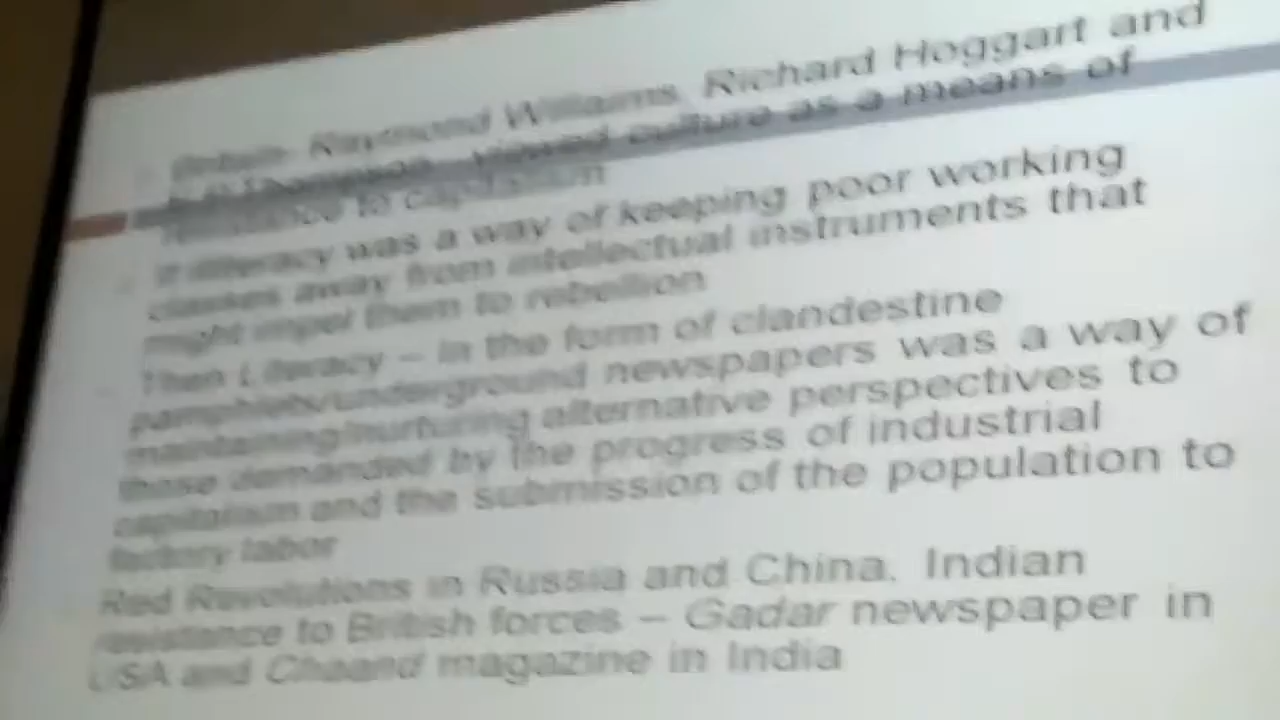 Britain- Raymond Williams, Richard Hoggart and
E.P.Thompson- viewed culture as a means of
resistance to capitalism
Illiteracy was a way of keeping poor working
classes away from intellectual instruments that
might impel them to rebellion
Then Literacy – in the form of clandestine
pamphlets/underground newspapers was a way of
maintaining/nurturing alternative perspectives to
those demanded by the progress of industrial
capitalism and the submission of the population to
factory labor
Red Revolutions in Russia and China. Indian
resistance to British forces – Gadar newspaper in
USA and Chaand magazine in India